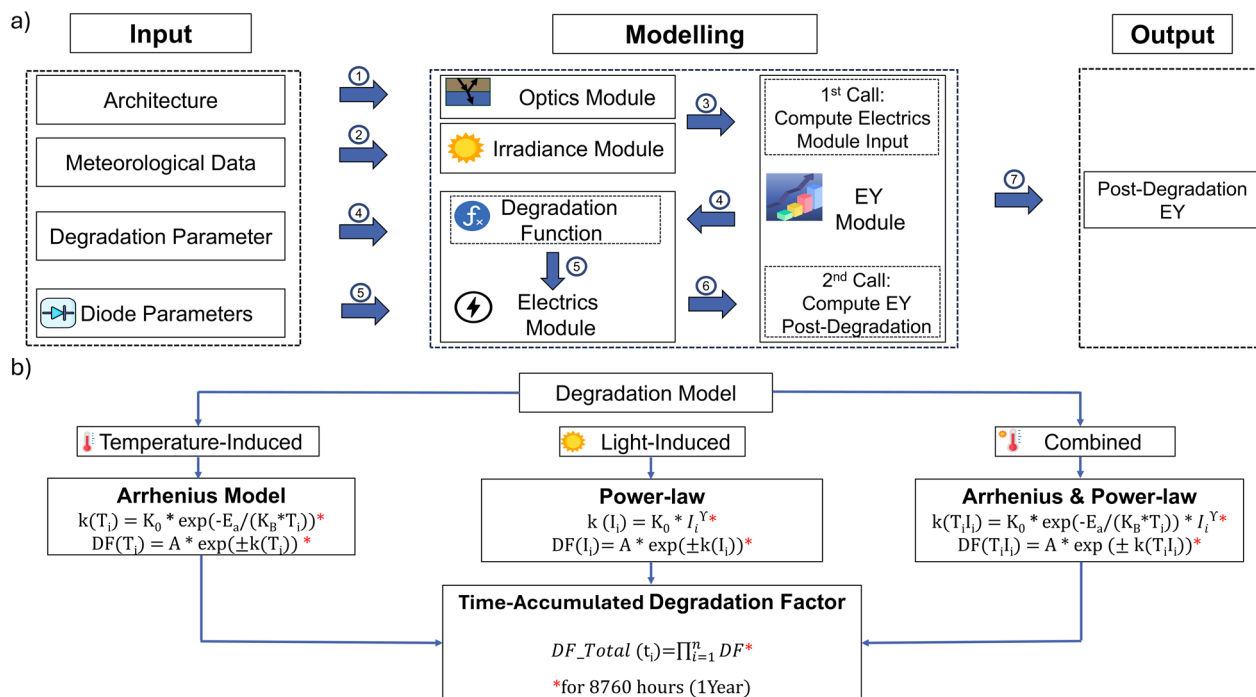 a)
Input
Modelling
Output
Architecture
Meteorological Data
Degradation Parameter
Diode Parameters
1
2
4
5
Optics Module
Irradiance Module
fx
Degradation
Function
5
Electrics
Module
3
4
6
1st Call:
Compute Electrics
Module Input
EY
Module
2nd Call:
Compute EY
Post-Degradation
7
Post-Degradation
EY
b)
Degradation Model
Temperature-Induced
Light-Induced
Combined
Arrhenius Model
k(Tᵢ) = K₀ * exp(-Eₐ/(K_B*Tᵢ))*
DF(Tᵢ) = A * exp(±k(Tᵢ)) *
Power-law
k (Iᵢ) = K₀ * Iᵢ^ϒ*
DF(Iᵢ)= A * exp(±k(Iᵢ))*
Arrhenius & Power-law
k(TᵢIᵢ) = K₀ * exp(-Eₐ/(K_B*Tᵢ)) * Iᵢ^ϒ*
DF(TᵢIᵢ) = A * exp (± k(TᵢIᵢ))*
Time-Accumulated Degradation Factor
DF_Total (tᵢ)=∏ⁿᵢ₌₁ DF*
*for 8760 hours (1Year)